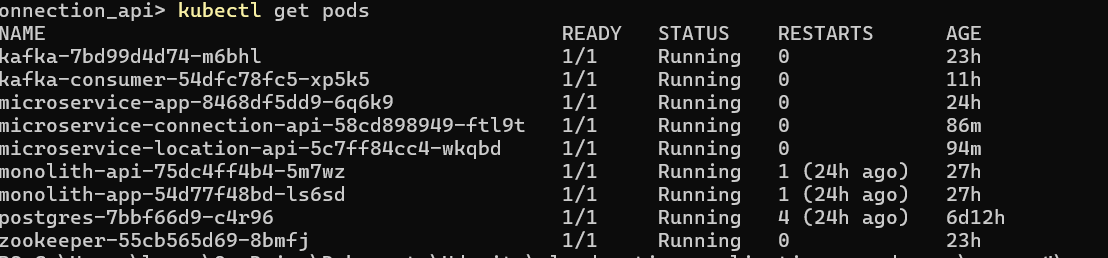 onnection_api> kubectl get pods
NAME READY STATUS RESTARTS AGE
kafka-7bd99d4d74-m6bhl 1/1 Running 0 23h
kafka-consumer-54dfc78fc5-xp5k5 1/1 Running 0 11h
microservice-app-8468df5dd9-6q6k9 1/1 Running 0 24h
microservice-connection-api-58cd898949-ftl9t 1/1 Running 0 86m
microservice-location-api-5c7ff84cc4-wkqbd 1/1 Running 0 94m
monolith-api-75dc4ff4b4-5m7wz 1/1 Running 1 (24h ago) 27h
monolith-app-54d77f48bd-ls6sd 1/1 Running 1 (24h ago) 27h
postgres-7bbf66d9-c4r96 1/1 Running 4 (24h ago) 6d12h
zookeeper-55cb565d69-8bmfj 1/1 Running 0 23h